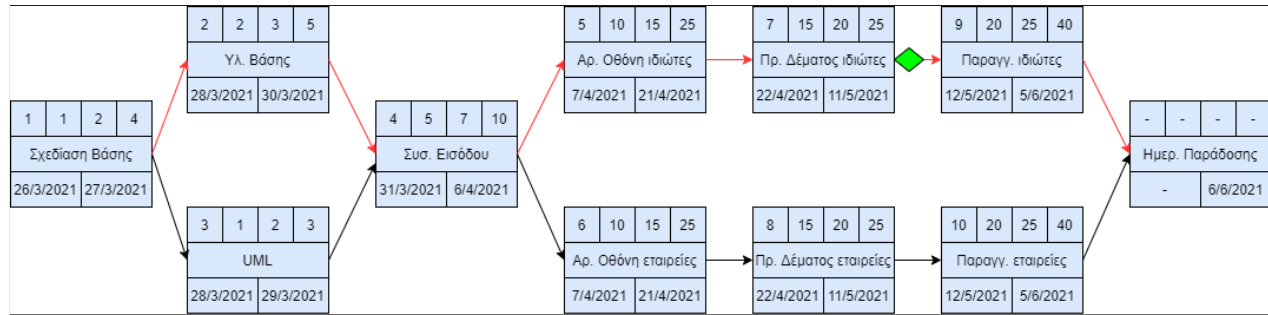 1 1 2 4
Σχεδίαση Βάσης
26/3/2021 27/3/2021
2 2 3 5
Υλ. Βάσης
28/3/2021 30/3/2021
3 1 2 3
UML
28/3/2021 29/3/2021
4 5 7 10
Συσ. Εισόδου
31/3/2021 6/4/2021
5 10 15 25
Αρ. Οθόνη ιδιώτες
7/4/2021 21/4/2021
7 15 20 25
Πρ. Δέματος ιδιώτες
22/4/2021 11/5/2021
9 20 25 40
Παραγγ. ιδιώτες
12/5/2021 5/6/2021
6 10 15 25
Αρ. Οθόνη εταιρείες
7/4/2021 21/4/2021
8 15 20 25
Πρ. Δέματος εταιρείες
22/4/2021 11/5/2021
10 20 25 40
Παραγγ. εταιρείες
12/5/2021 5/6/2021
- - - -
Ημερ. Παράδοσης
- 6/6/2021